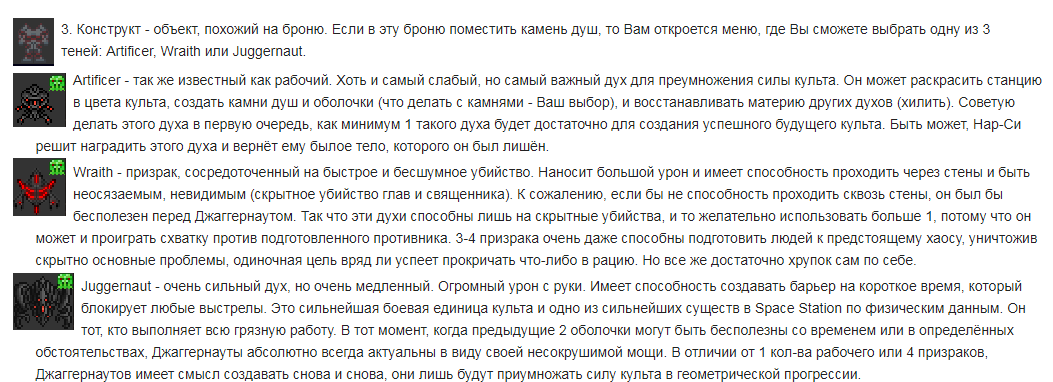 3. Конструкт - объект, похожий на броню. Если в эту броню поместить камень душ, то Вам откроется меню, где Вы сможете выбрать одну из 3
теней: Artificer, Wraith или Juggernaut.
Artificer - так же известный как рабочий. Хоть и самый слабый, но самый важный дух для преумножения силы культа. Он может раскрасить станцию
в цвета культа, создать камни душ и оболочки (что делать с камнями - Ваш выбор), и восстанавливать материю других духов (хилить). Советую
делать этого духа в первую очередь, как минимум 1 такого духа будет достаточно для создания успешного будущего культа. Быть может, Нар-Си
решит наградить этого духа и вернёт ему былое тело, которого он был лишён.
Wraith - призрак, сосредоточенный на быстрое и бесшумное убийство. Наносит большой урон и имеет способность проходить через стены и быть
неосязаемым, невидимым (скрытное убийство глав и священника). К сожалению, если бы не способность проходить сквозь стены, он был бы
бесполезен перед Джаггернаутом. Так что эти духи способны лишь на скрытные убийства, и то желательно использовать больше 1, потому что он
может и проиграть схватку против подготовленного противника. 3-4 призрака очень даже способны подготовить людей к предстоящему хаосу, уничтожив
скрытно основные проблемы, одиночная цель вряд ли успеет прокричать что-либо в рацию. Но все же достаточно хрупок сам по себе.
Juggernaut - очень сильный дух, но очень медленный. Огромный урон с руки. Имеет способность создавать барьер на короткое время, который
блокирует любые выстрелы. Это сильнейшая боевая единица культа и одно из сильнейших существ в Space Station по физическим данным. Он
тот, кто выполняет всю грязную работу. В тот момент, когда предыдущие 2 оболочки могут быть бесполезны со временем или в определённых
обстоятельствах, Джаггернауты абсолютно всегда актуальны в виду своей несокрушимой мощи. В отличии от 1 кол-ва рабочего или 4 призраков,
Джаггернаутов имеет смысл создавать снова и снова, они лишь будут приумножать силу культа в геометрической прогрессии.